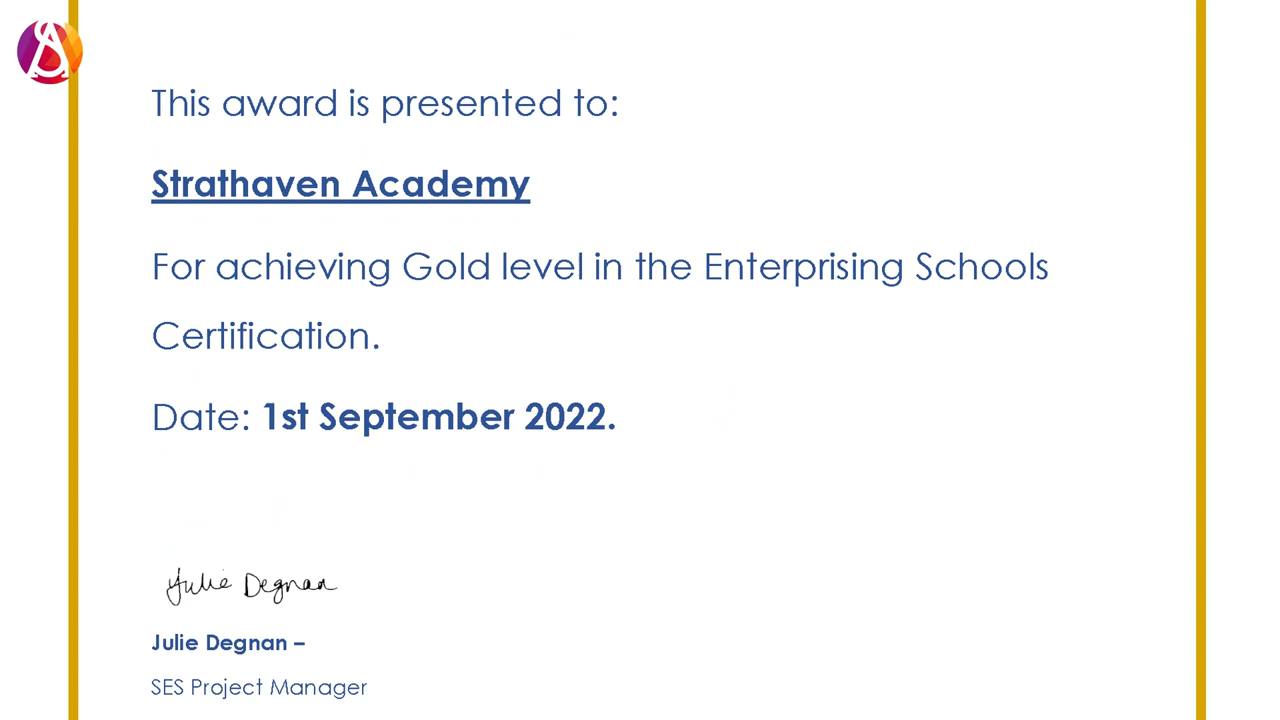 This award is presented to:
Strathaven Academy
For achieving Gold level in the Enterprising Schools
Certification.
Date: 1st September 2022.
Julie Degnan
Julie Degnan –
SES Project Manager